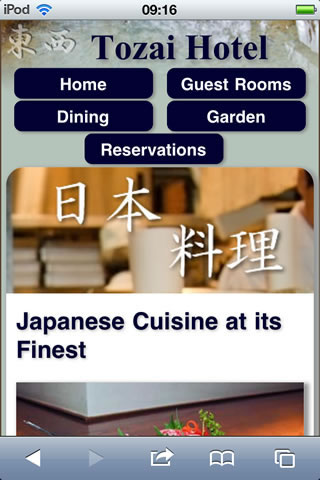 iPod 09:16
東西 Tozai Hotel
Home Guest Rooms
Dining Garden
Reservations
日本
料理
Japanese Cuisine at its
Finest